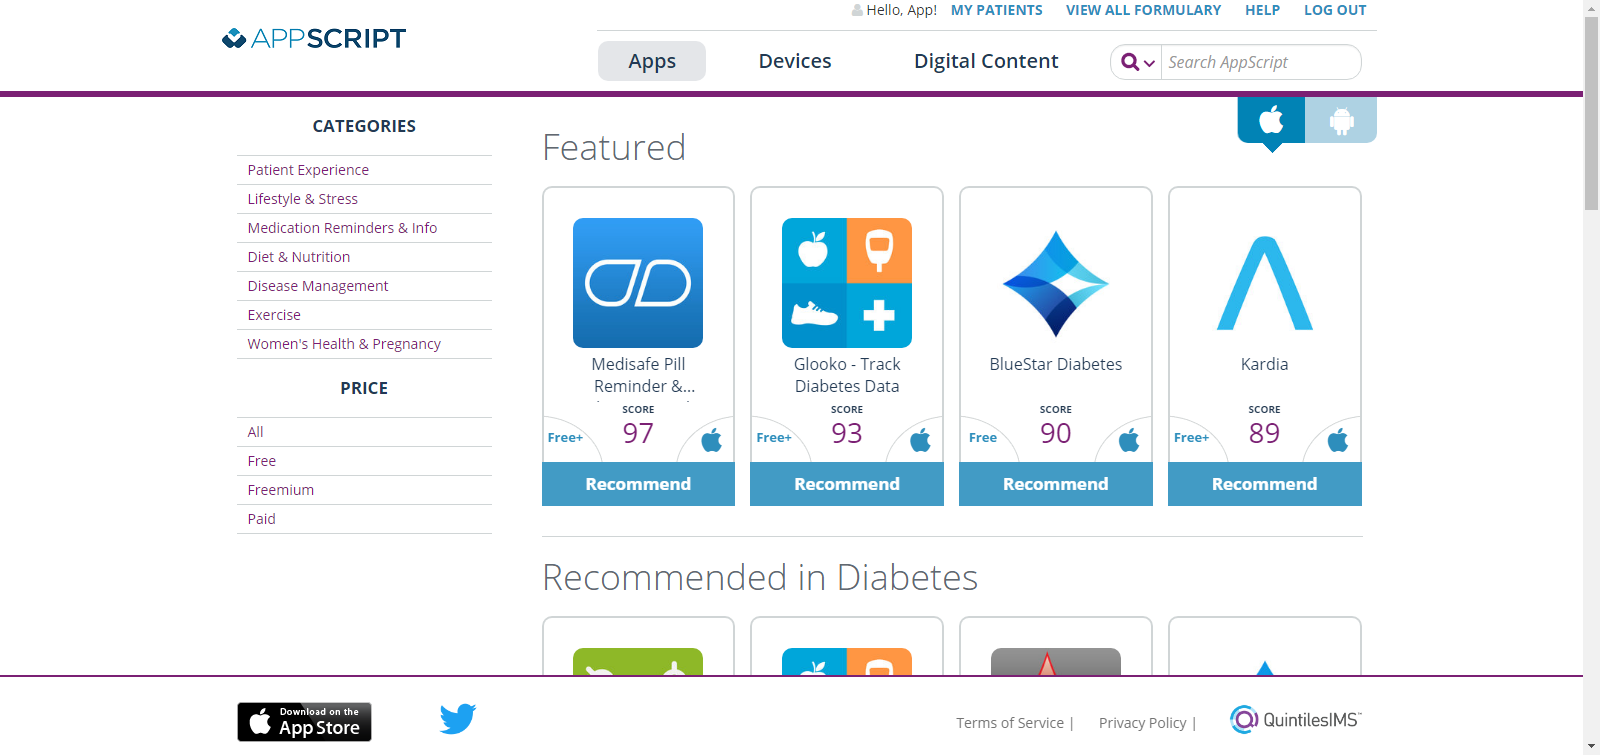 Hello, App! MY PATIENTS VIEW ALL FORMULARY HELP LOG OUT
APPSCRIPT
Apps Devices Digital Content Search AppScript
CATEGORIES
Patient Experience
Lifestyle & Stress
Medication Reminders & Info
Diet & Nutrition
Disease Management
Exercise
Women's Health & Pregnancy
PRICE
All
Free
Freemium
Paid
Featured
Medisafe Pill
Reminder &...
SCORE
Free+ 97
Recommend
Glooko - Track
Diabetes Data
SCORE
Free+ 93
Recommend
BlueStar Diabetes
SCORE
Free 90
Recommend
Kardia
SCORE
Free+ 89
Recommend
Recommended in Diabetes
Download on the
App Store
Terms of Service | Privacy Policy |
QuintilesIMS™